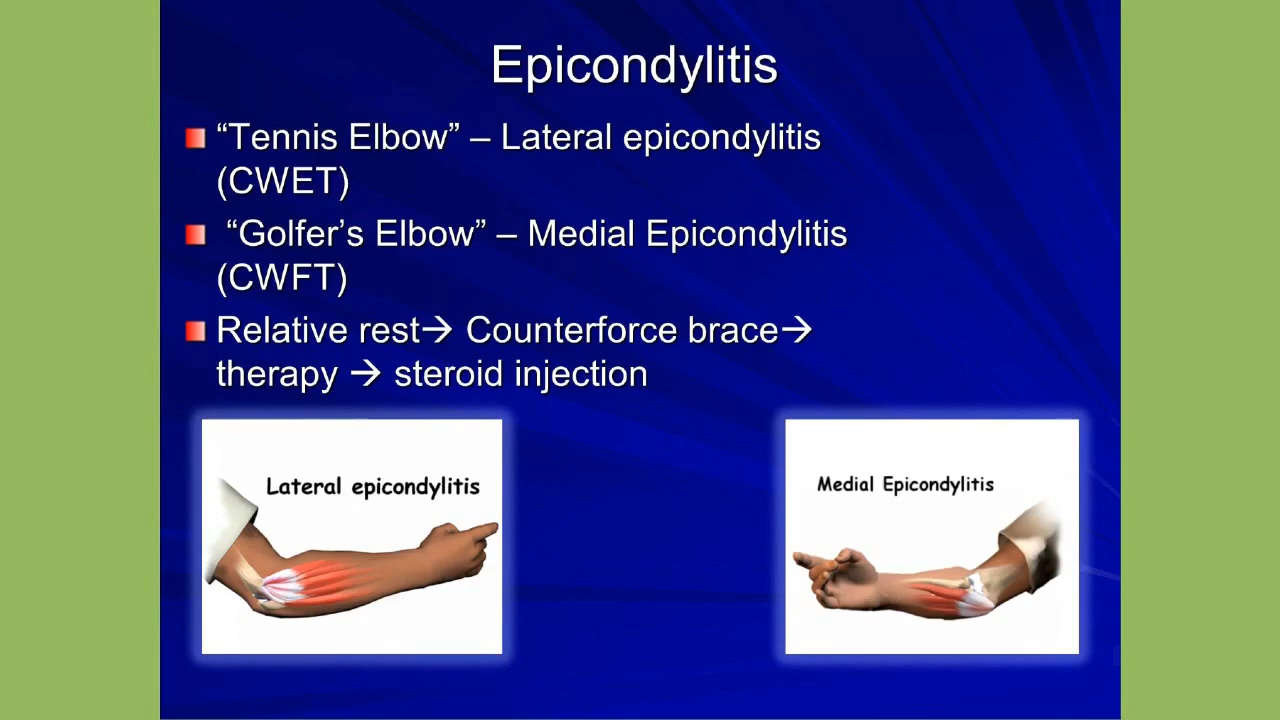 Epicondylitis
“Tennis Elbow” – Lateral epicondylitis
(CWET)
“Golfer’s Elbow” – Medial Epicondylitis
(CWFT)
Relative rest→ Counterforce brace→
therapy → steroid injection
Lateral epicondylitis
Medial Epicondylitis